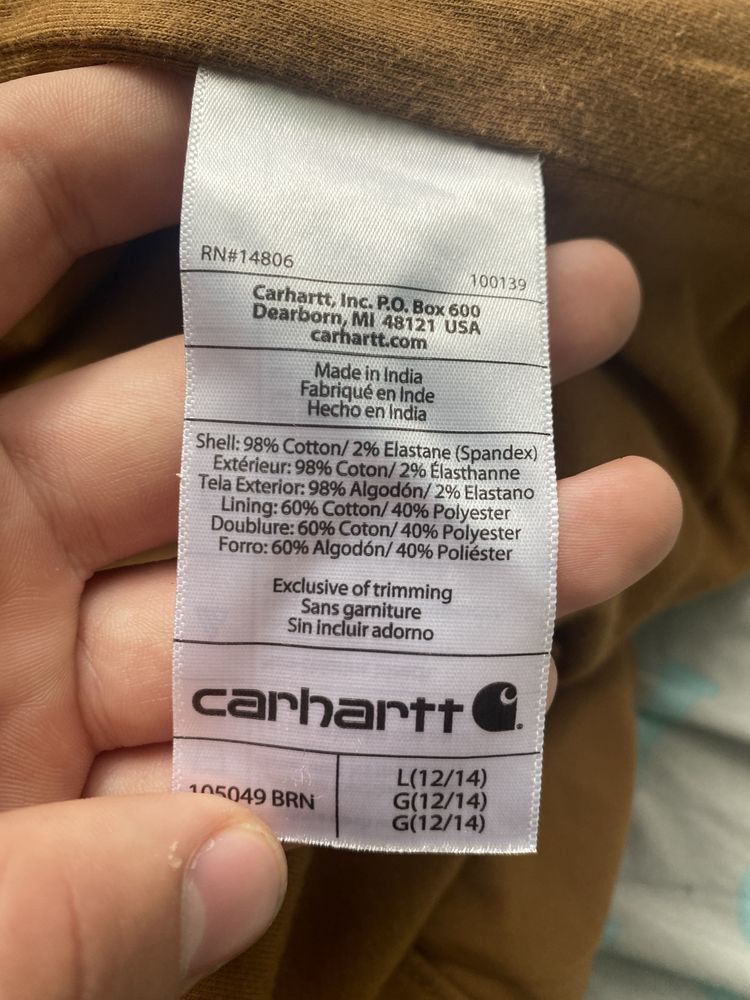 RN#14806
100139
Carhartt, Inc. P.O. Box 600
Dearborn, MI 48121 USA
carhartt.com
Made in India
Fabriqué en Inde
Hecho en India
Shell: 98% Cotton/ 2% Elastane (Spandex)
Extérieur: 98% Coton/ 2% Élasthanne
Tela Exterior: 98% Algodón/ 2% Elastano
Lining: 60% Cotton/ 40% Polyester
Doublure: 60% Coton/ 40% Polyester
Forro: 60% Algodón/ 40% Poliéster
Exclusive of trimming
Sans garniture
Sin incluir adorno
carhartt
105049 BRN
L(12/14)
G(12/14)
G(12/14)